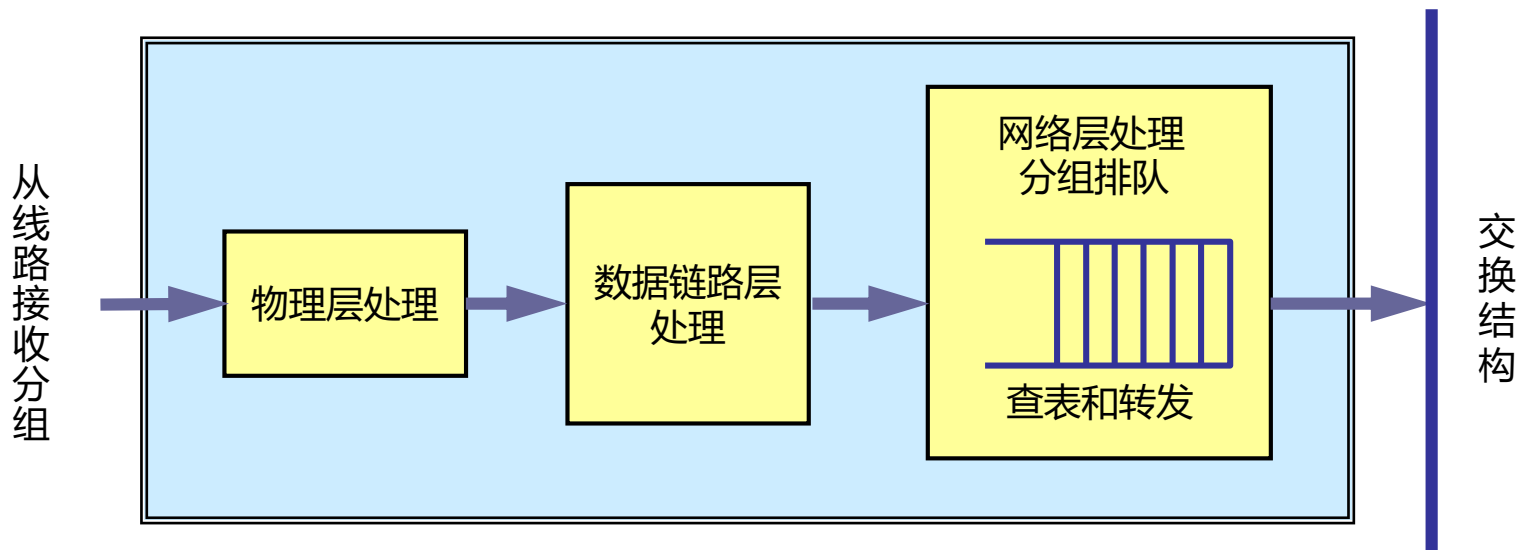 从线路接收分组
物理层处理
数据链路层
处理
网络层处理
分组排队
查表和转发
交换结构